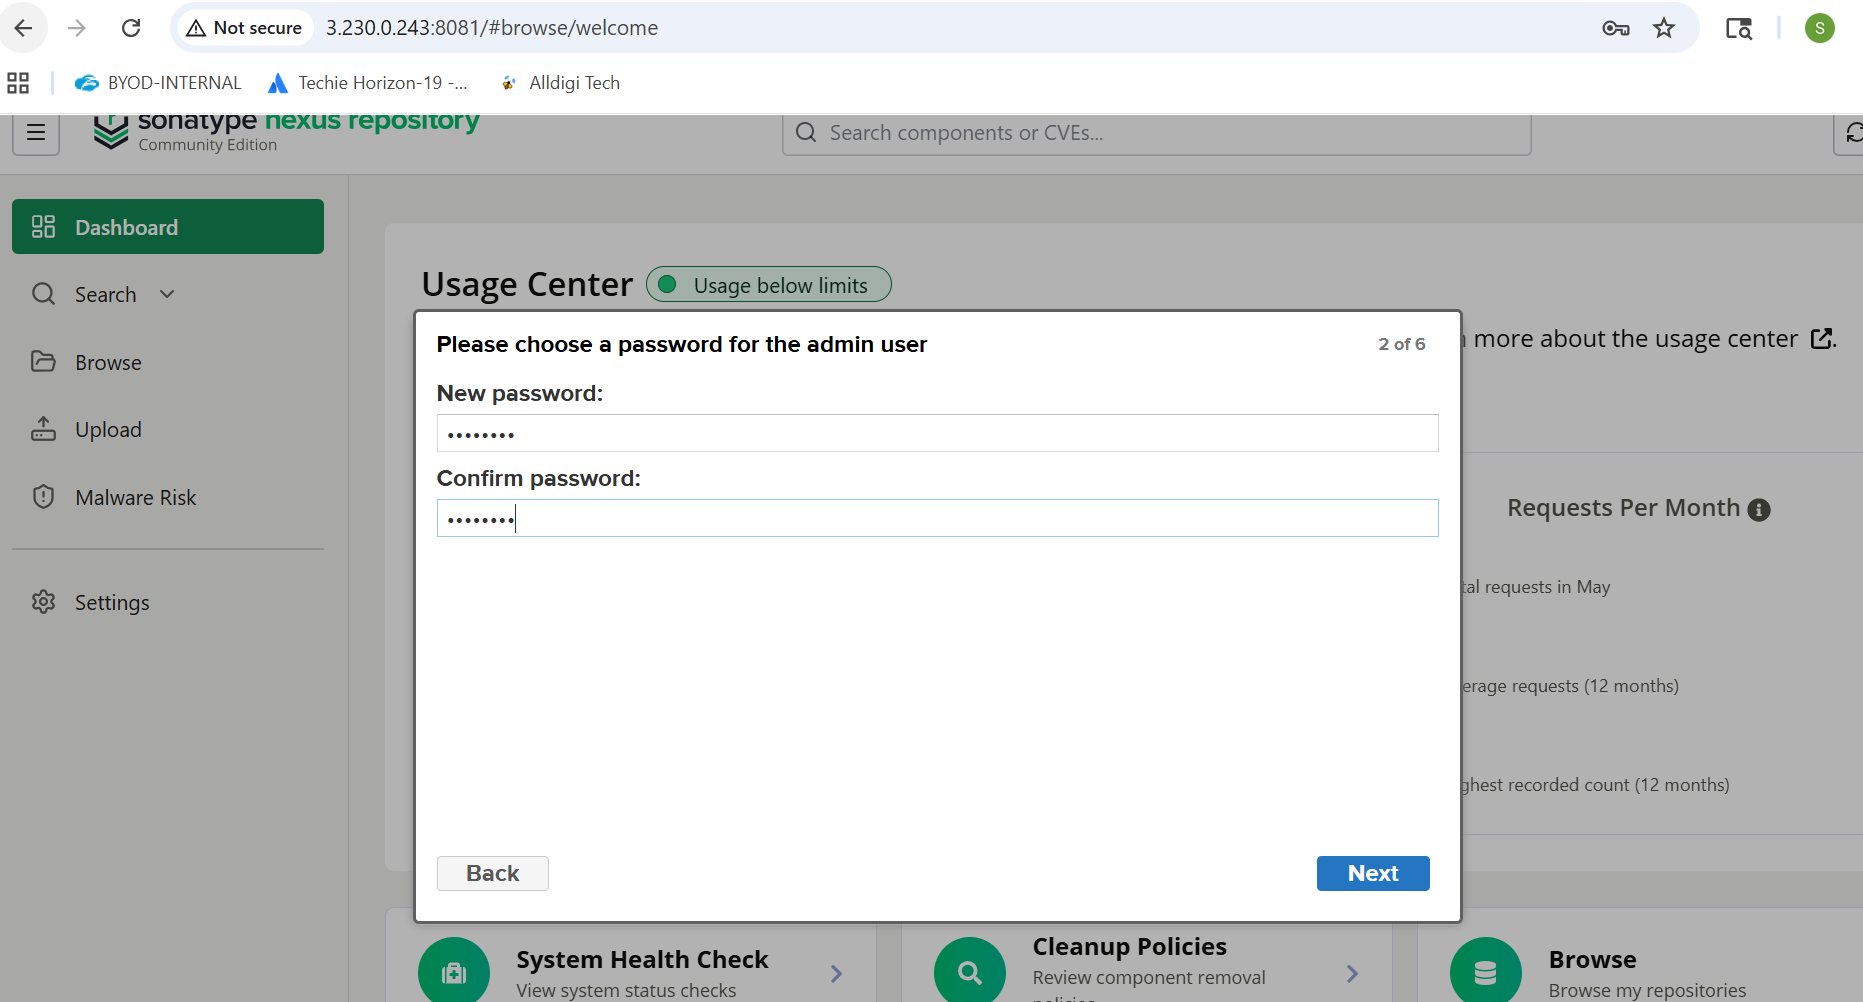 Not secure 3.230.0.243:8081/#browse/welcome
S
BYOD-INTERNAL Techie Horizon-19 -... Alldigi Tech
sonatype nexus repository
Community Edition
Search components or CVEs...
Dashboard
Search
Browse
Upload
Malware Risk
Settings
Usage Center Usage below limits
more about the usage center .
Please choose a password for the admin user 2 of 6
New password:
••••••••
Confirm password:
••••••••
Back Next
Requests Per Month
requests in May
requests (12 months)
recorded count (12 months)
System Health Check
View system status checks
Cleanup Policies
Review component removal
policies
Browse
Browse my repositories